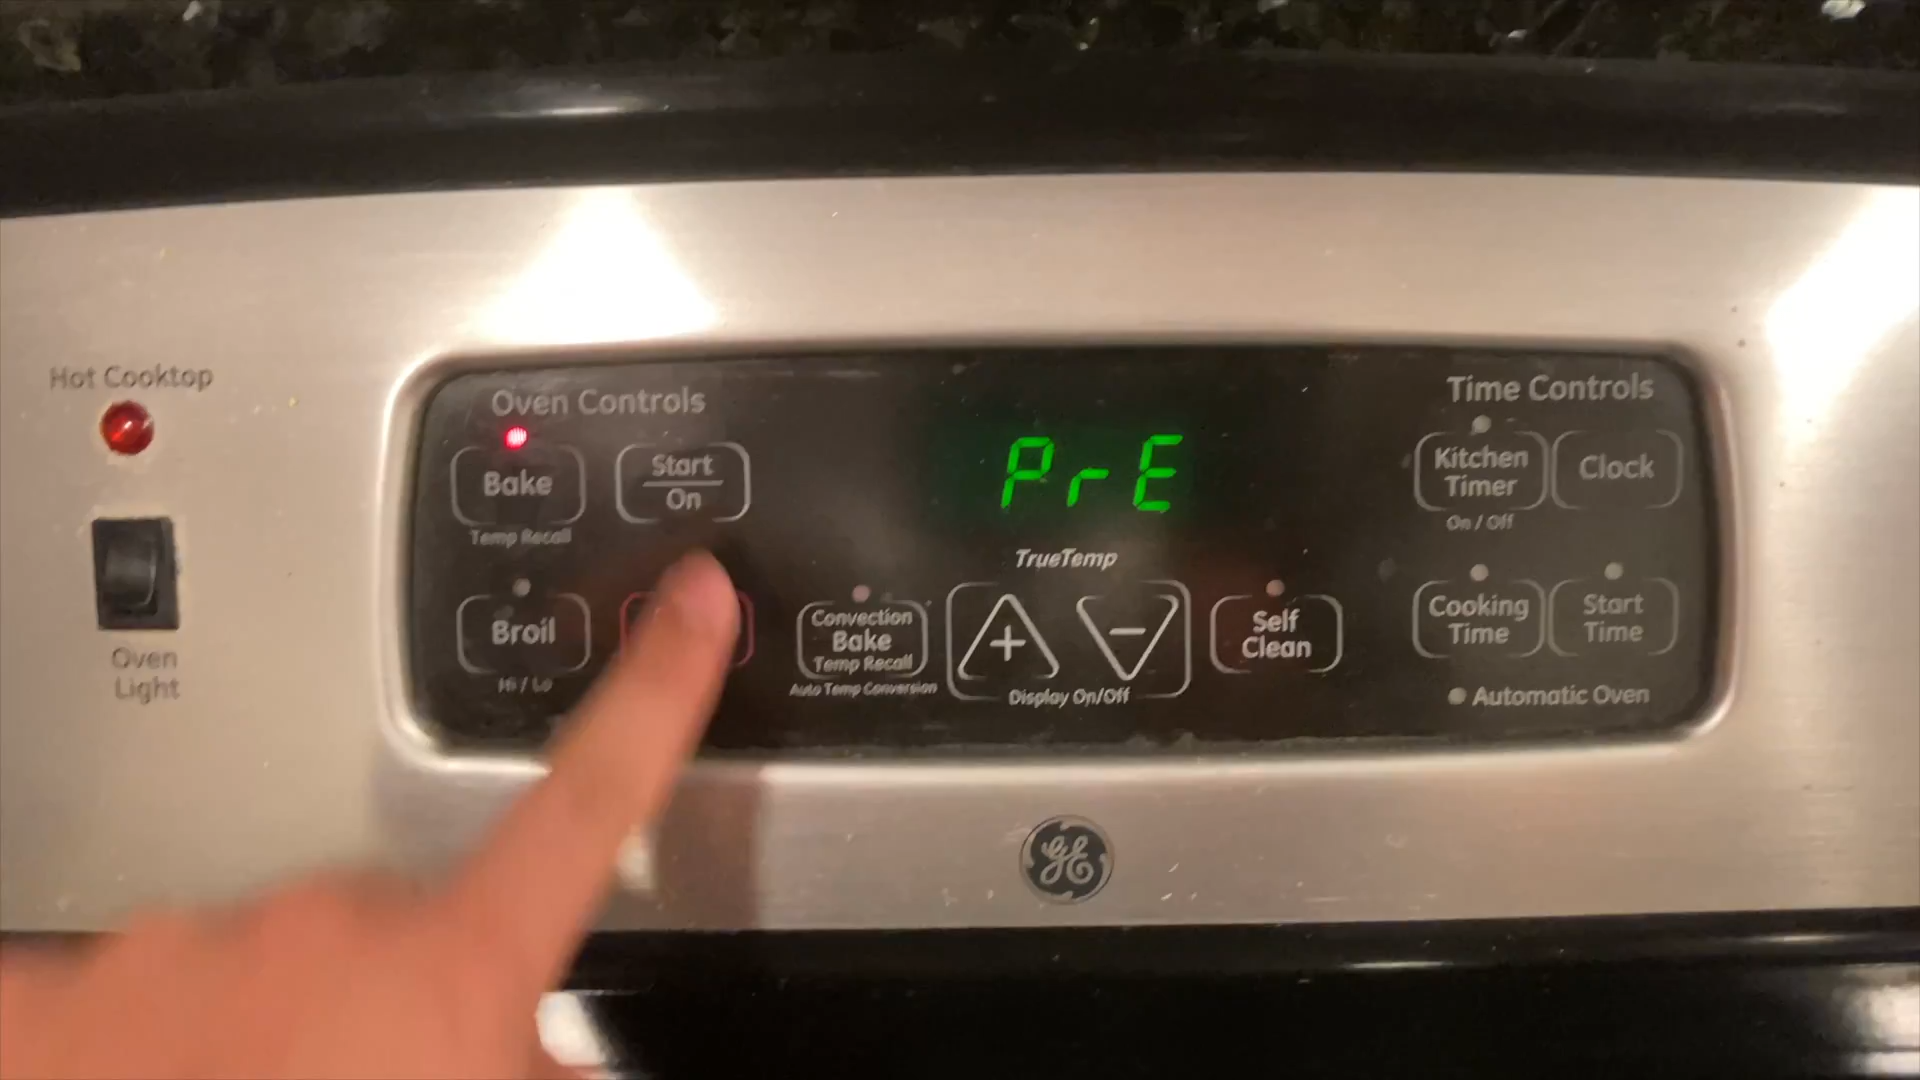 Hot Cooktop
Oven Light
Oven Controls
Bake
Temp Recall
Start
On
Broil
Hi / Lo
Convection
Bake
Temp Recall
Auto Temp Conversion
PrE
TrueTemp
+
−
Display On/Off
Self
Clean
Time Controls
Kitchen
Timer
On / Off
Clock
Cooking
Time
Start
Time
Automatic Oven
GE